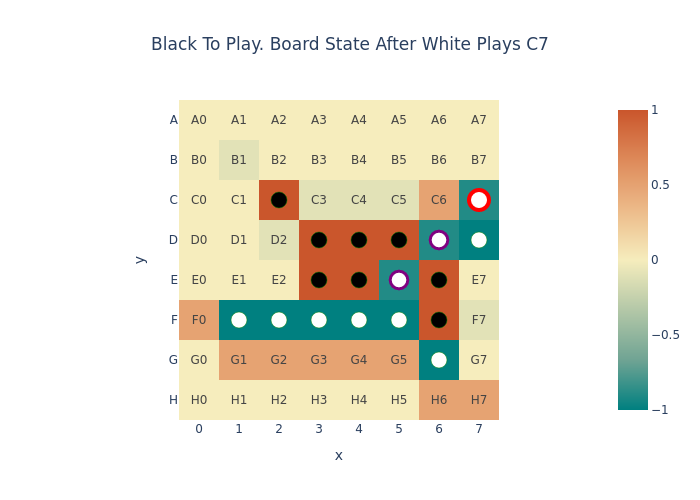 Black To Play. Board State After White Plays C7
A A0 A1 A2 A3 A4 A5 A6 A7
B B0 B1 B2 B3 B4 B5 B6 B7
C C0 C1 C3 C4 C5 C6
D D0 D1 D2
E E0 E1 E2 E7
F F0 F7
G G0 G1 G2 G3 G4 G5 G7
H H0 H1 H2 H3 H4 H5 H6 H7
0 1 2 3 4 5 6 7
x
y
1
0.5
0
−0.5
−1